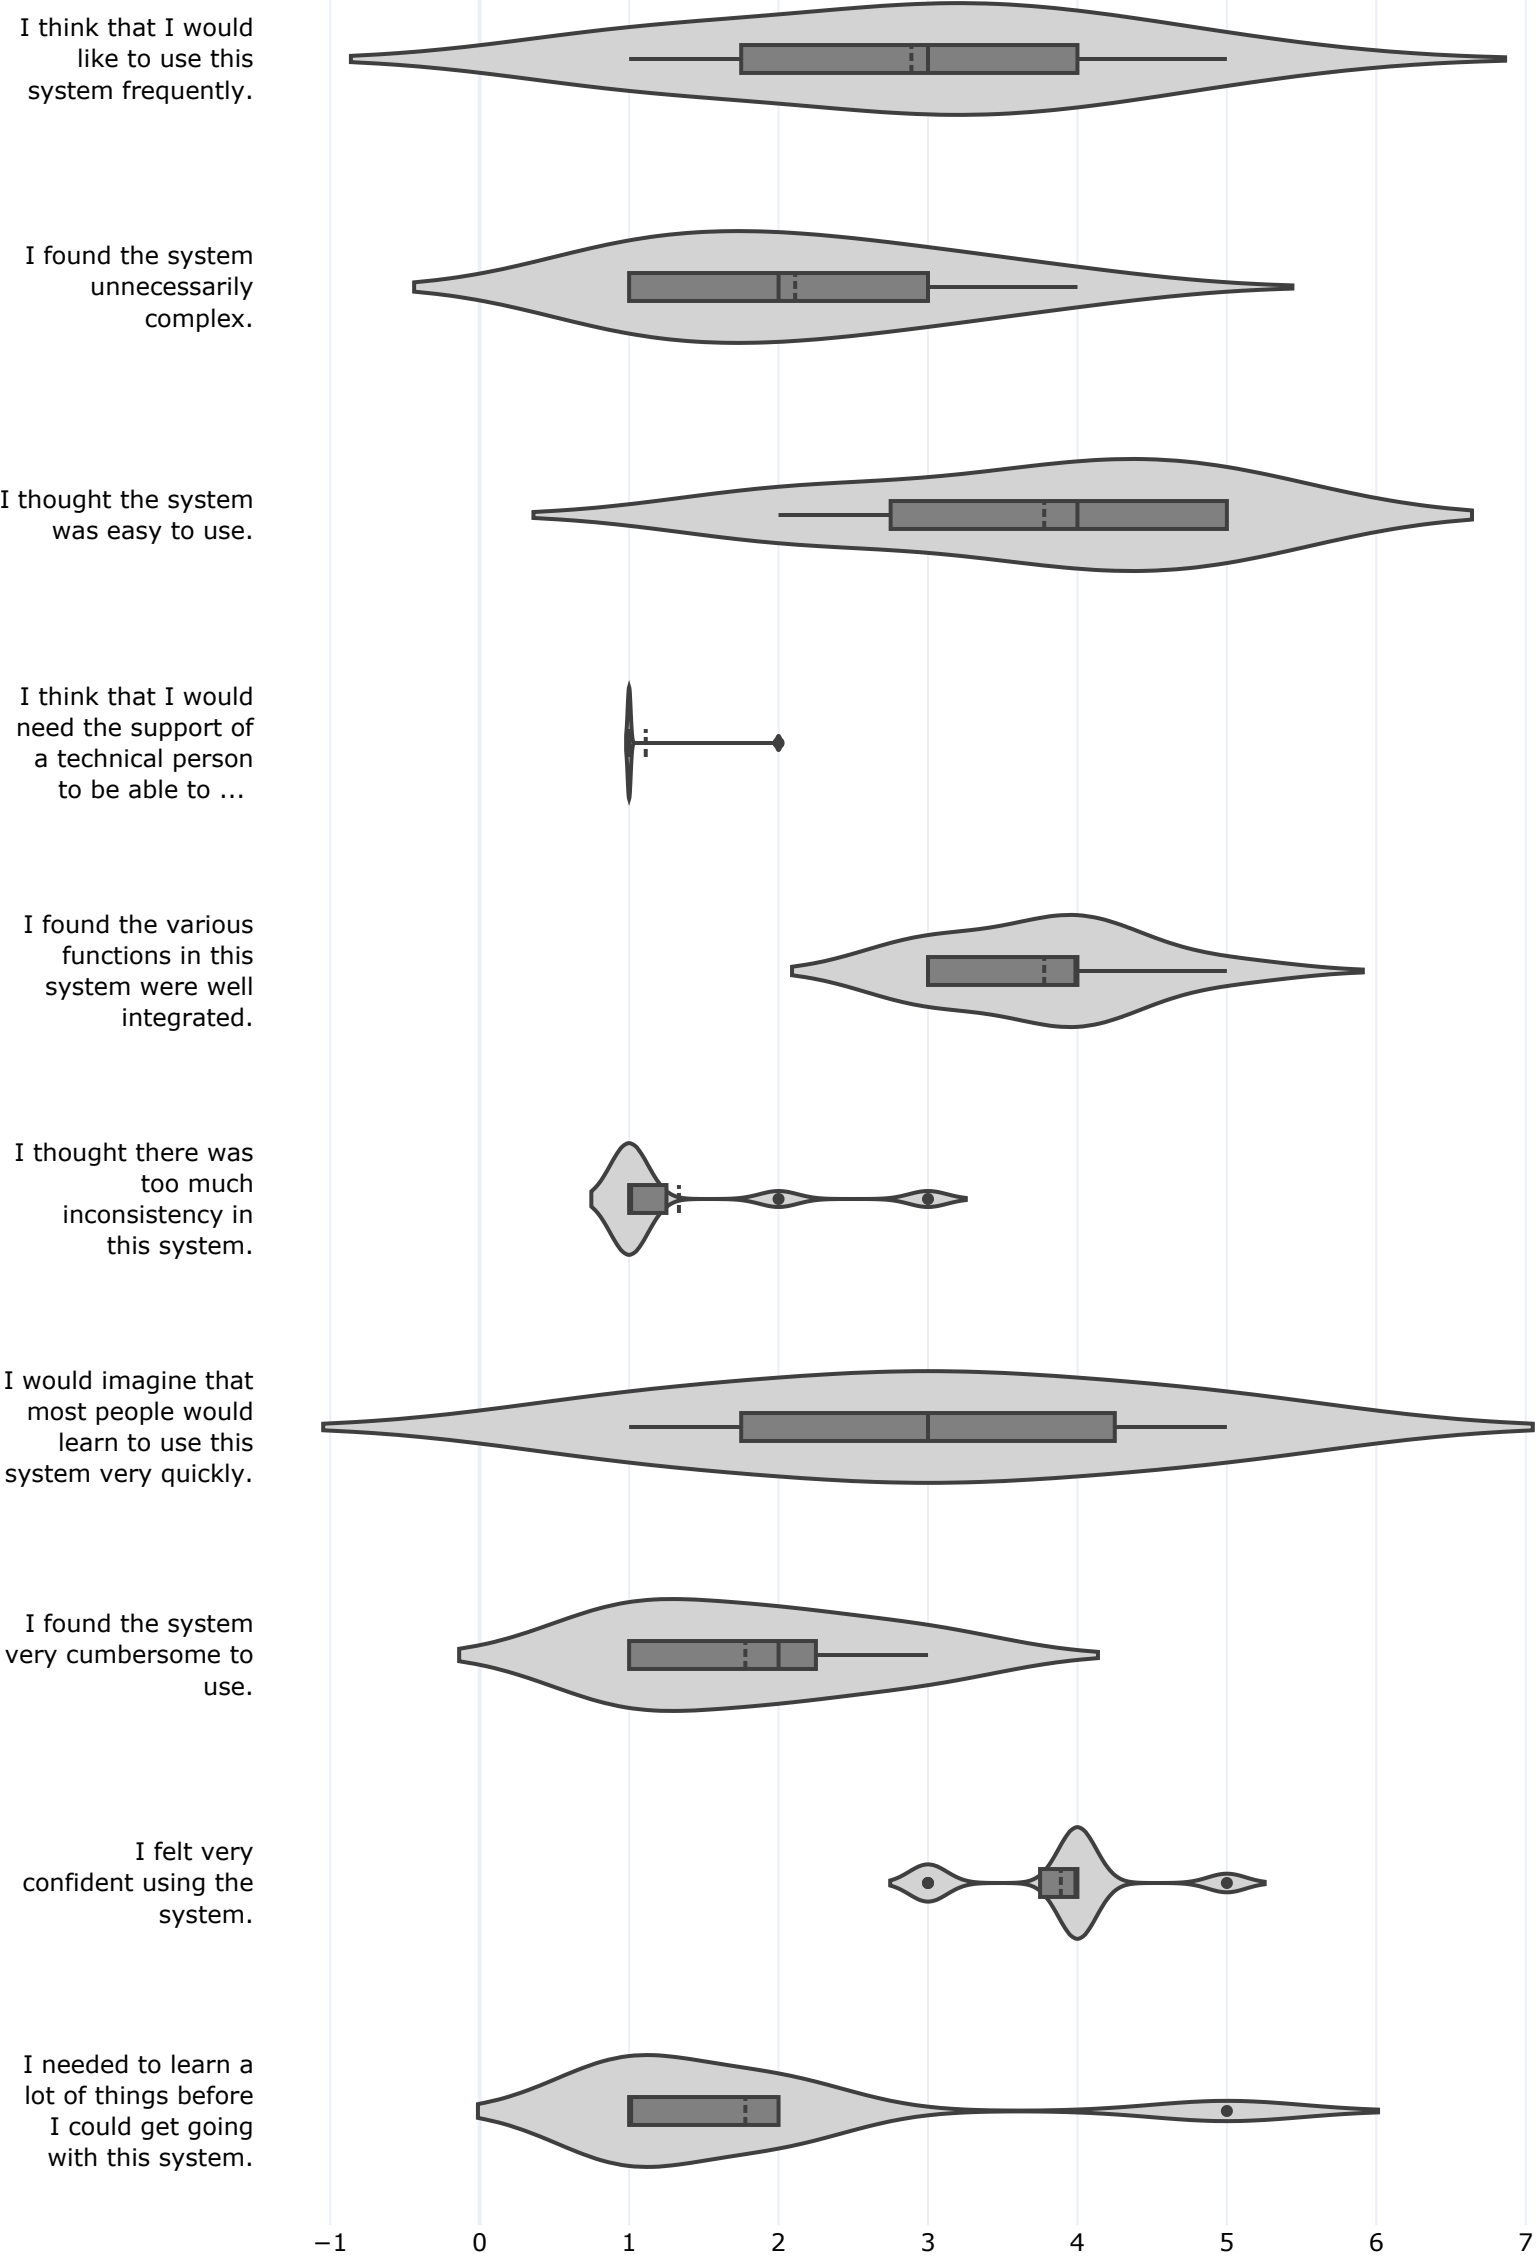 I think that I would
like to use this
system frequently.
I found the system
unnecessarily
complex.
I thought the system
was easy to use.
I think that I would
need the support of
a technical person
to be able to …
I found the various
functions in this
system were well
integrated.
I thought there was
too much
inconsistency in
this system.
I would imagine that
most people would
learn to use this
system very quickly.
I found the system
very cumbersome to
use.
I felt very
confident using the
system.
I needed to learn a
lot of things before
I could get going
with this system.
−1 0 1 2 3 4 5 6 7